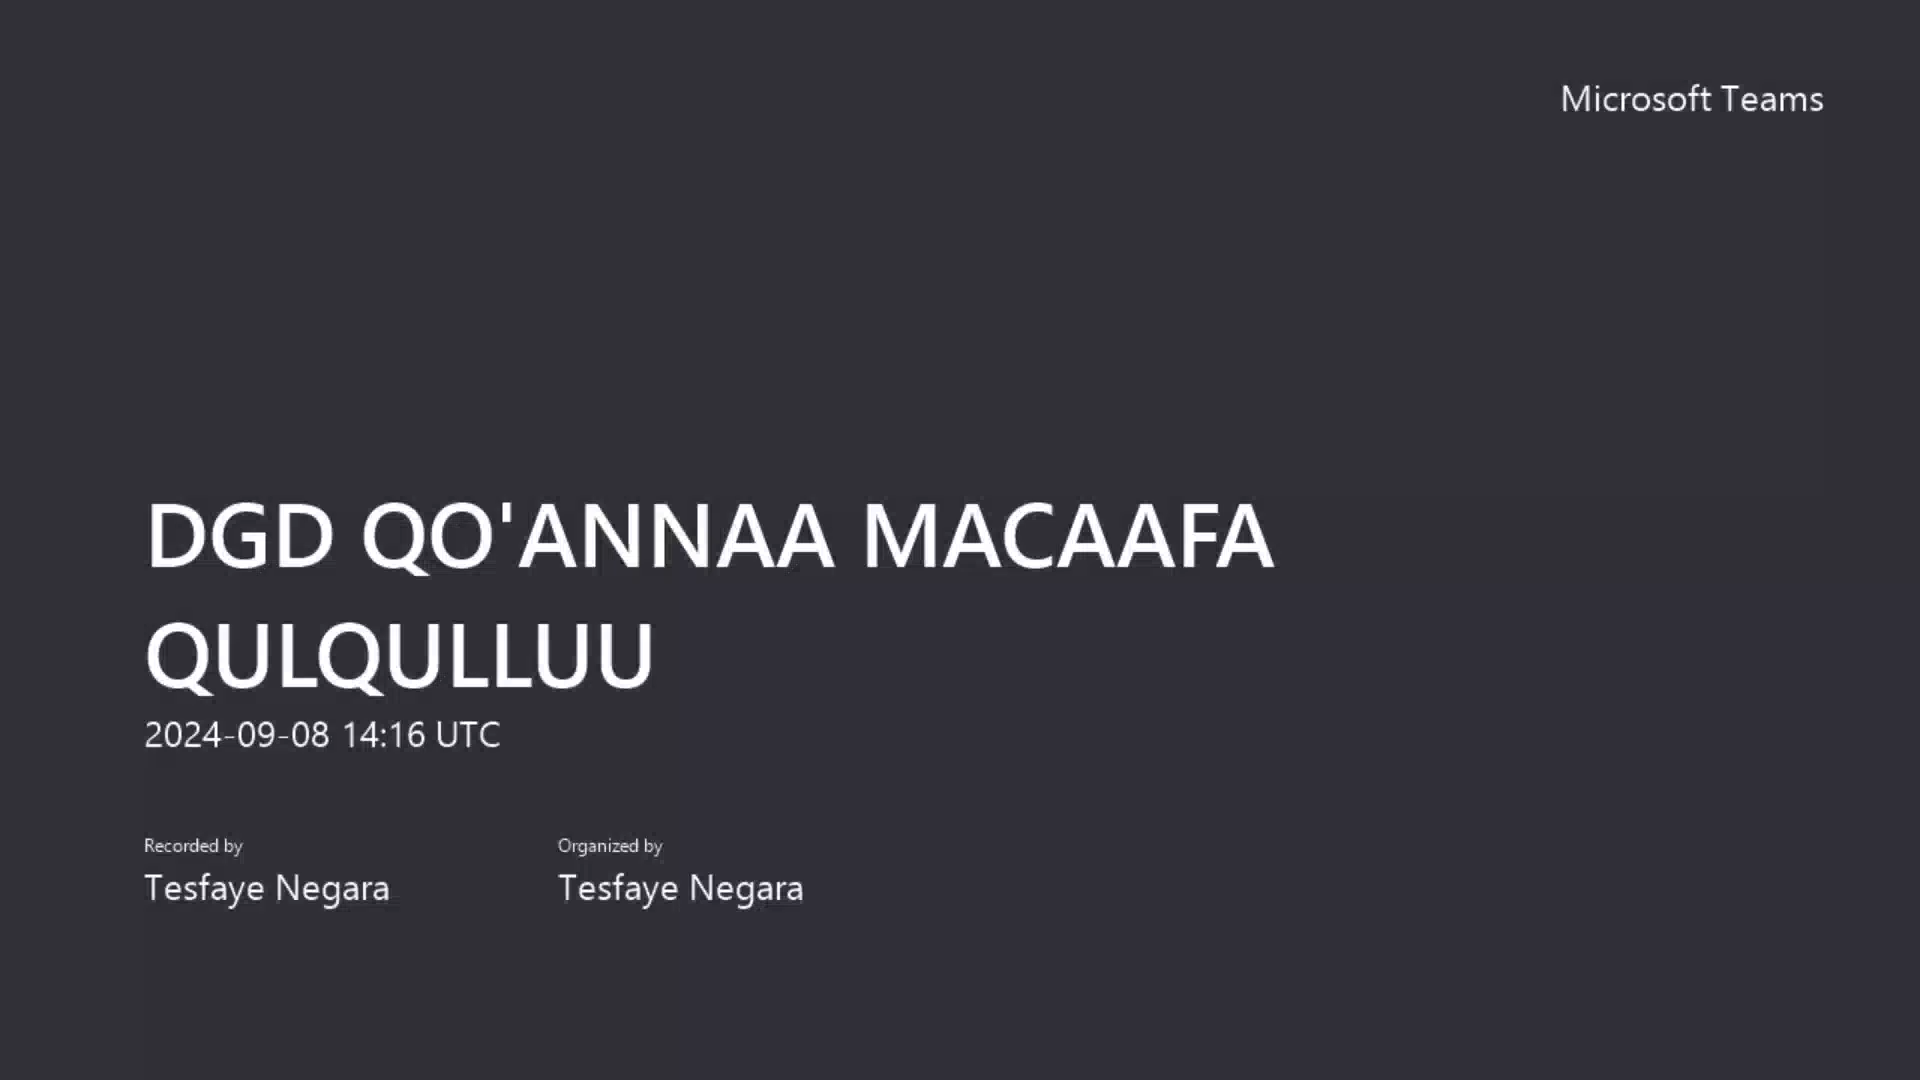 Microsoft Teams
DGD QO'ANNAA MACAAFA
QULQULLUU
2024-09-08 14:16 UTC
Recorded by
Tesfaye Negara
Organized by
Tesfaye Negara